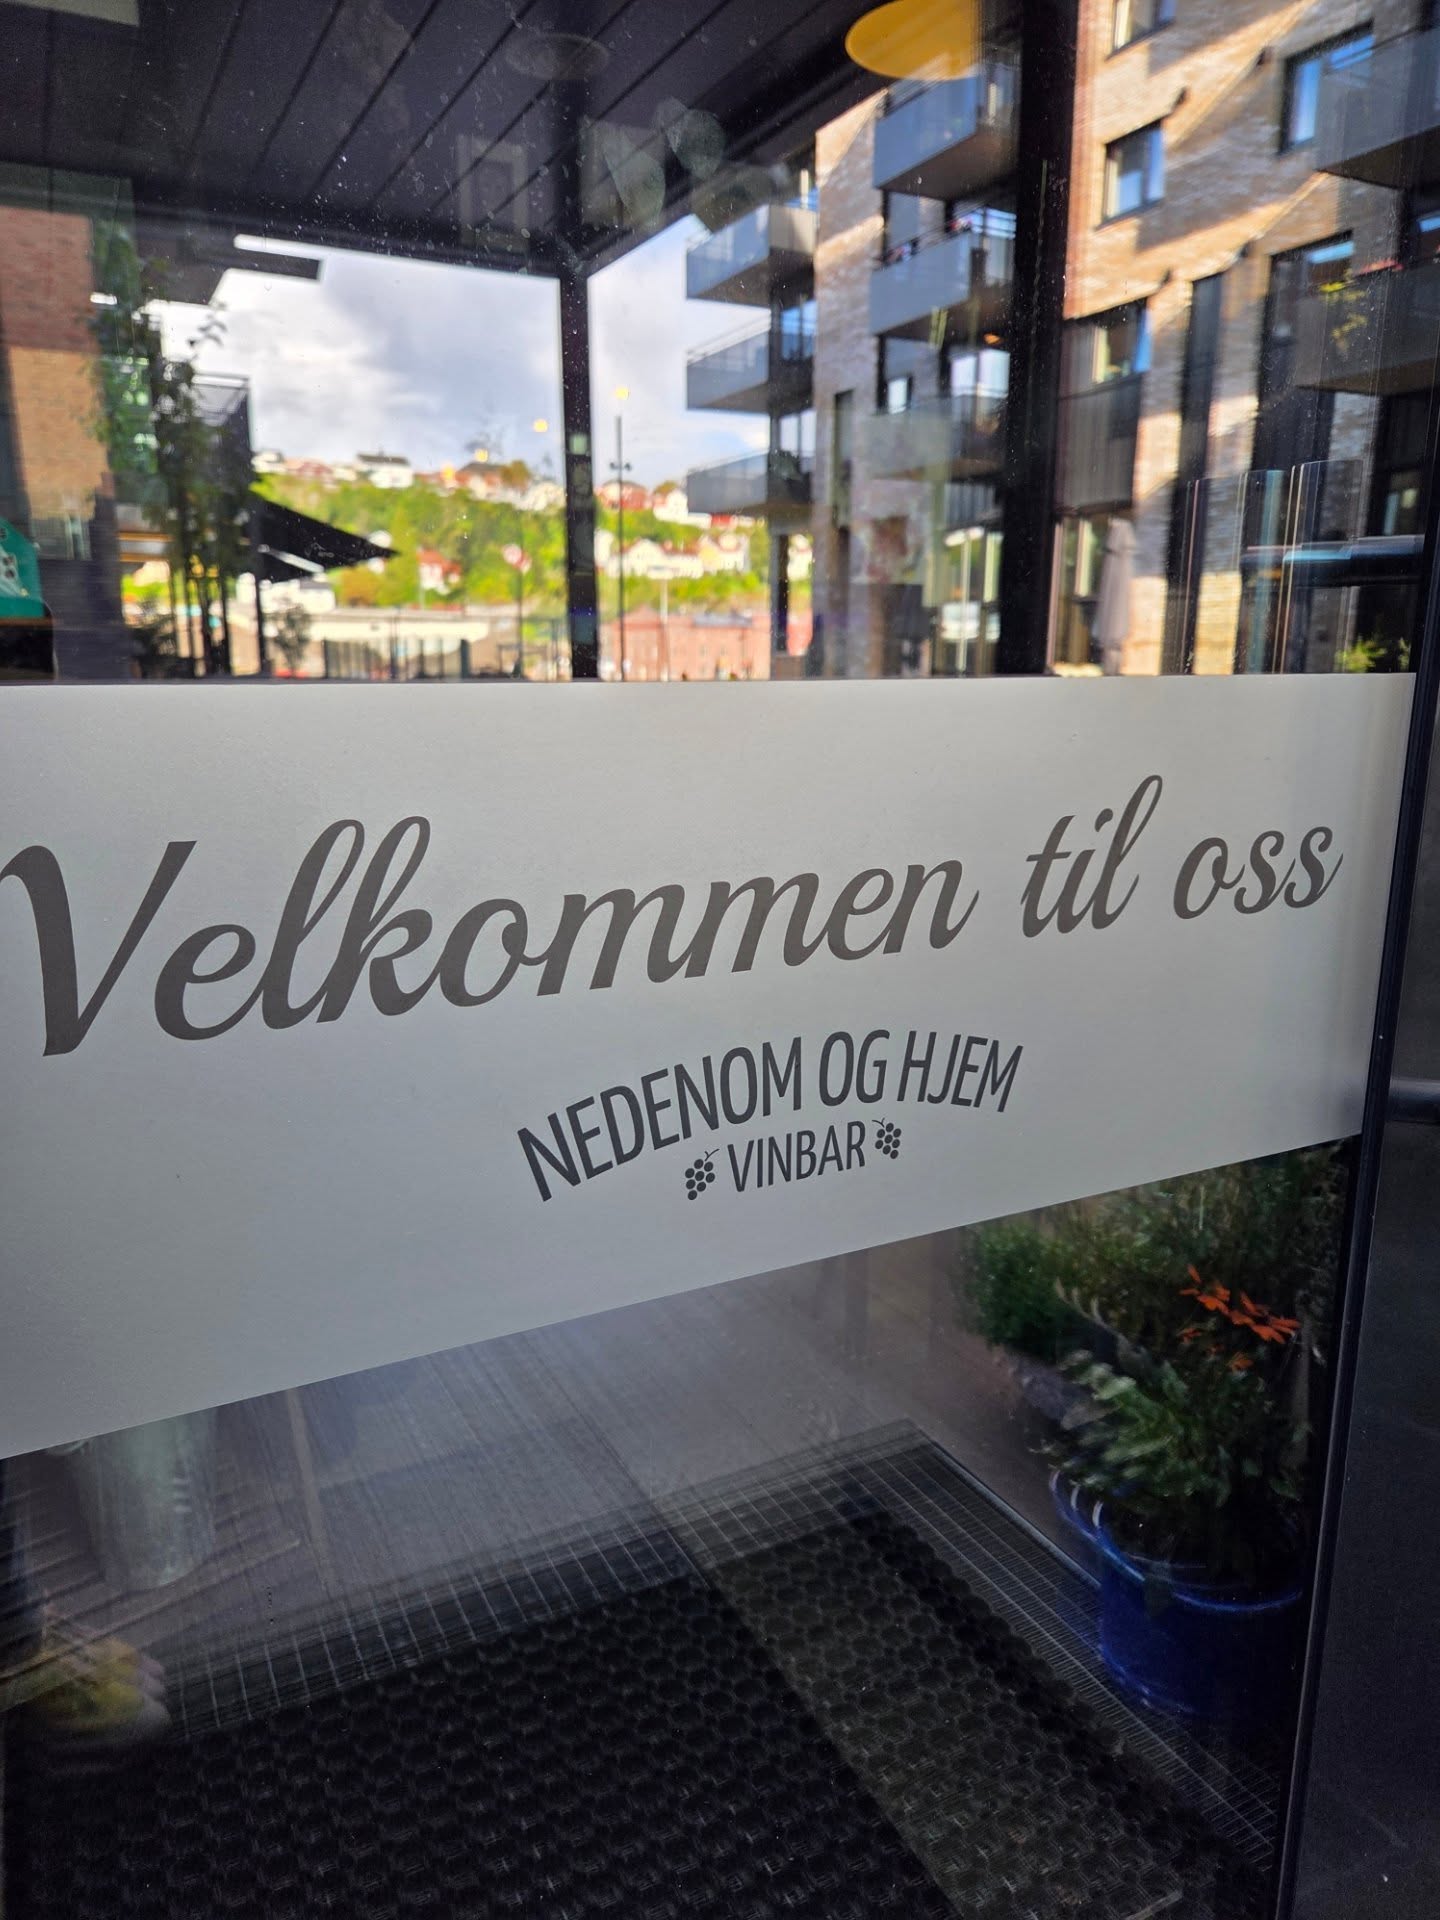 Velkommen til oss
NEDENOM OG HJEM
VINBAR